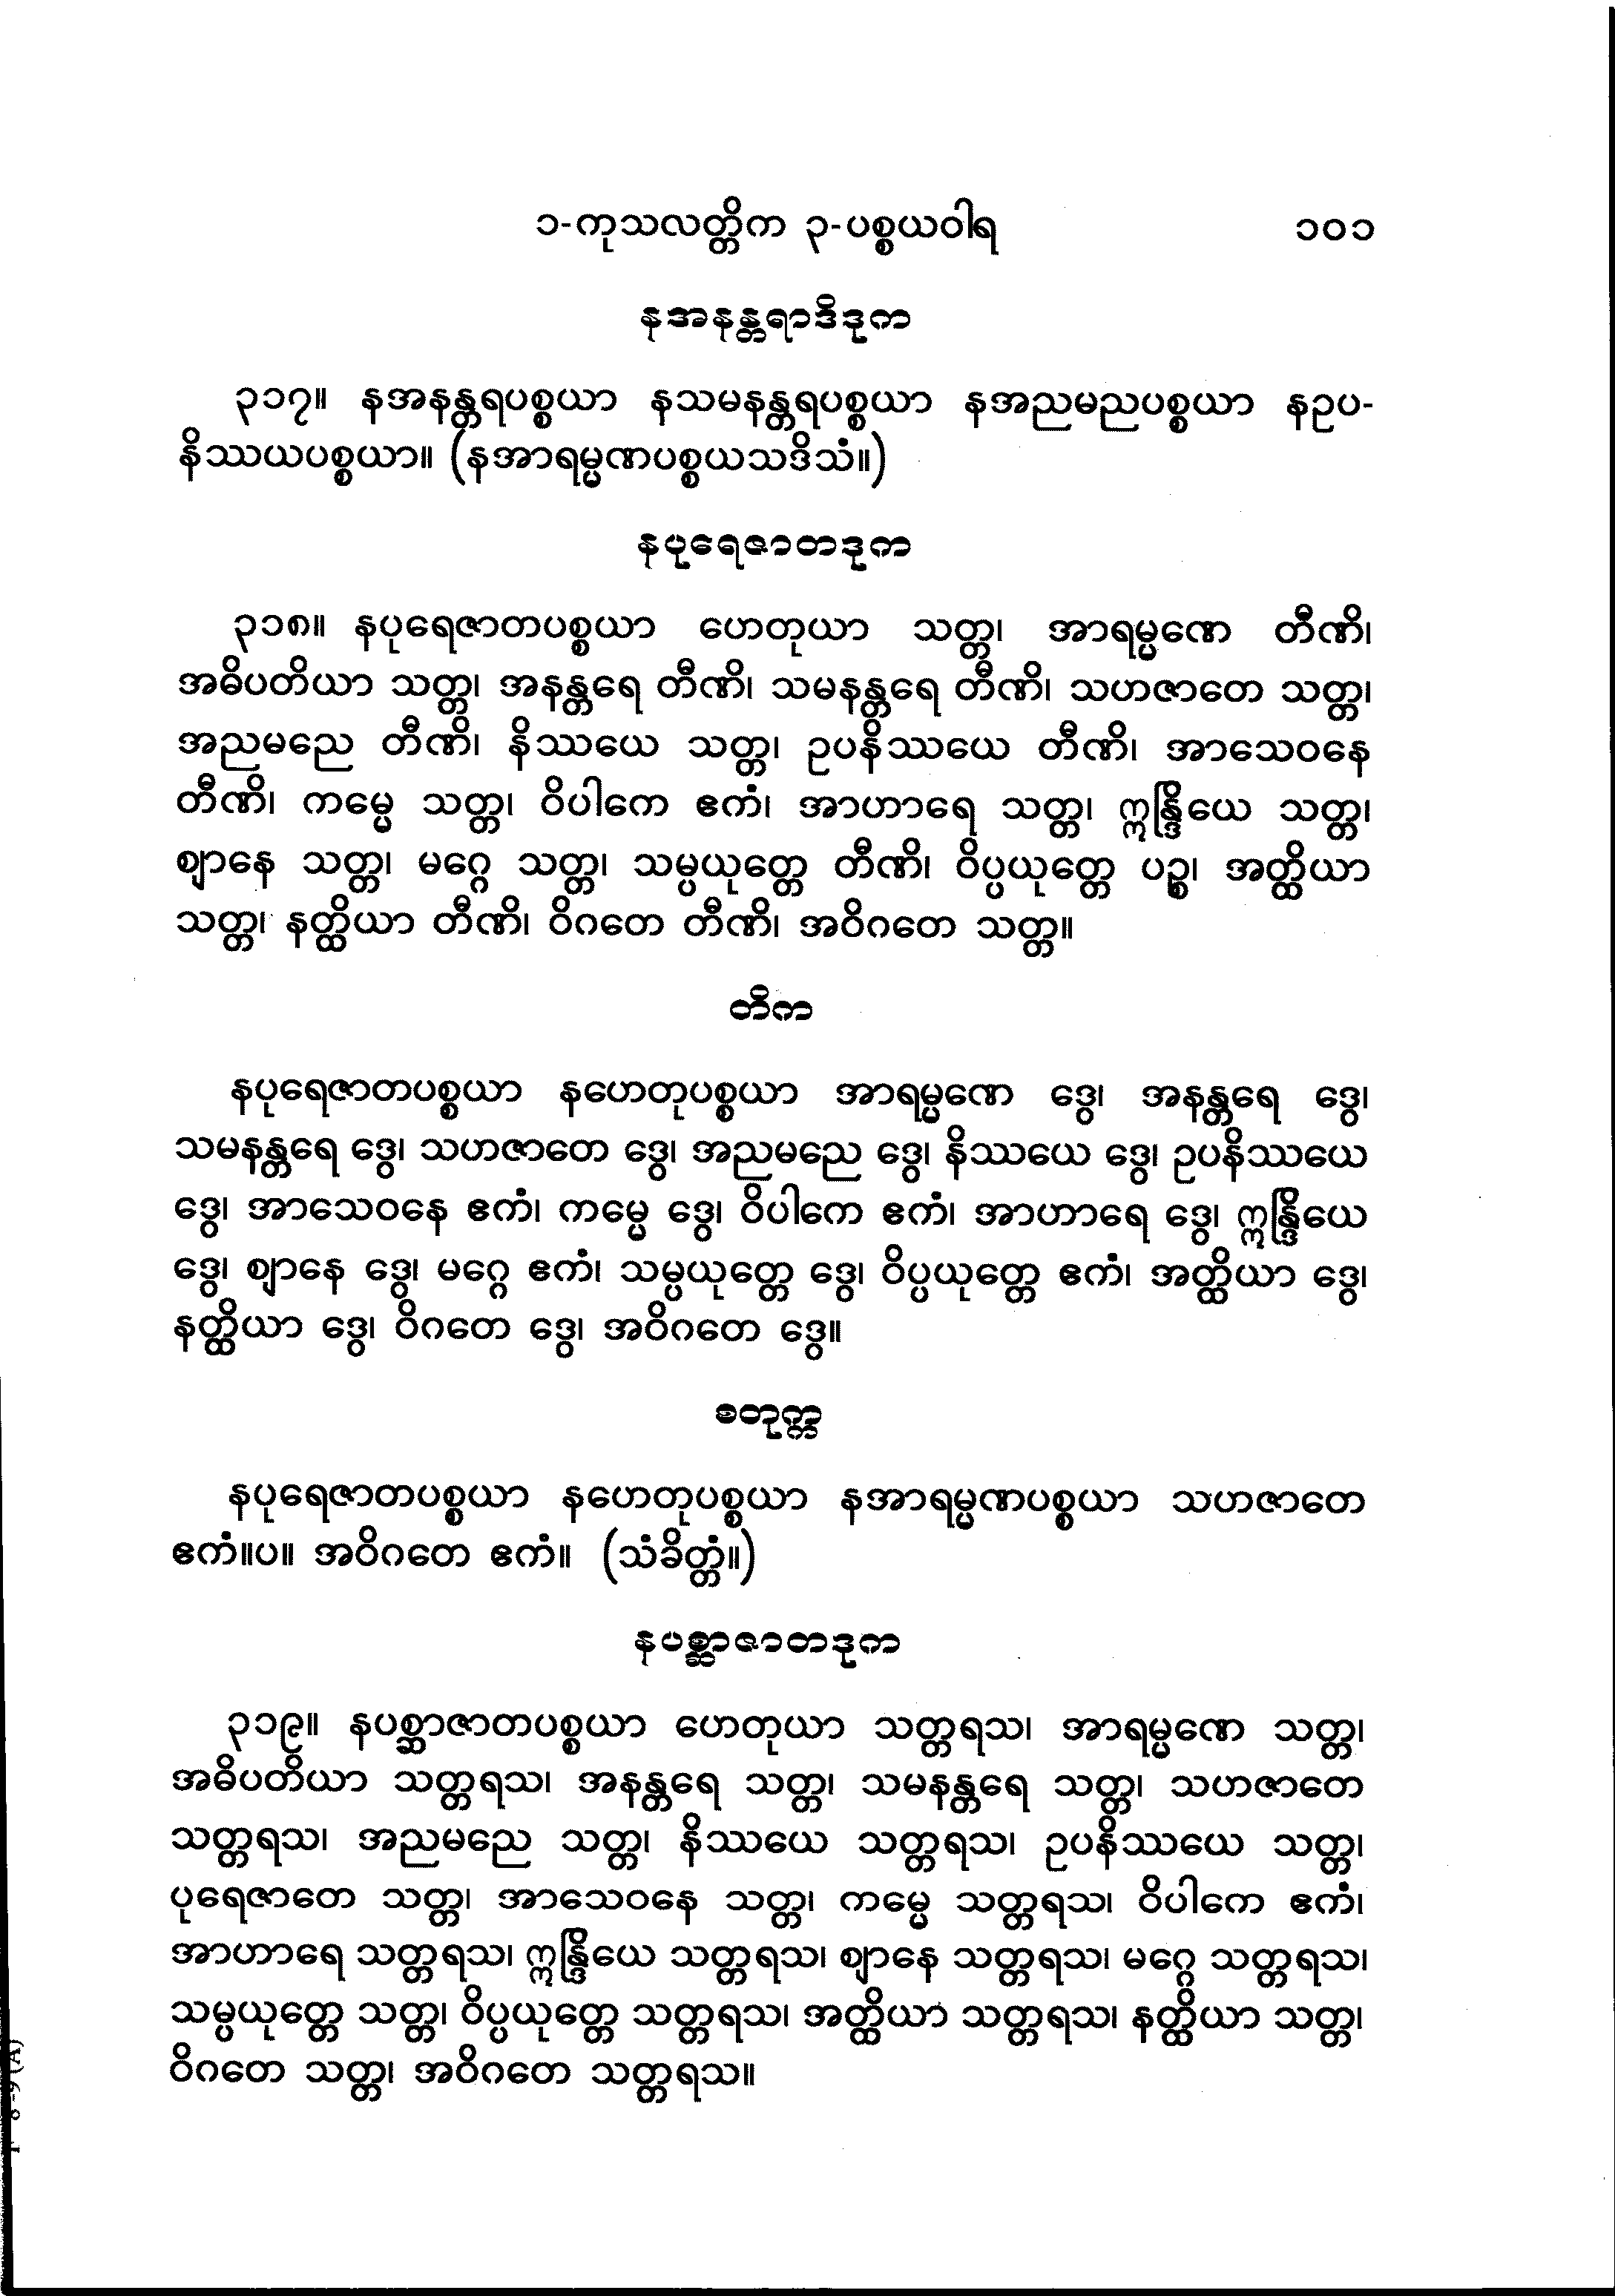 ၁-ကုသလတ္တိက ၃-ပစ္စယဝါရ ၁၀၁
နအနန္တရာဒိဒုက
၃၁၇။ နအနန္တရပစ္စယာ နသမနန္တရပစ္စယာ နအညမညပစ္စယာ နဥပ-
နိဿယပစ္စယာ။ (နအာရမ္မဏပစ္စယသဒိသံ။)
နပုရေဇာတဒုက
၃၁၈။ နပုရေဇာတပစ္စယာ ဟေတုယာ သတ္တ၊ အာရမ္မဏေ တီဏိ၊
အဓိပတိယာ သတ္တ၊ အနန္တရေ တီဏိ၊ သမနန္တရေ တီဏိ၊ သဟဇာတေ သတ္တ၊
အညမညေ တီဏိ၊ နိဿယေ သတ္တ၊ ဥပနိဿယေ တီဏိ၊ အာသေဝနေ
တီဏိ၊ ကမ္မေ သတ္တ၊ ဝိပါကေ ဧကံ၊ အာဟာရေ သတ္တ၊ ဣန္ဒြိယေ သတ္တ၊
ဈာနေ သတ္တ၊ မဂ္ဂေ သတ္တ၊ သမ္ပယုတ္တေ တီဏိ၊ ဝိပ္ပယုတ္တေ ပဉ္စ၊ အတ္ထိယာ
သတ္တ၊ နတ္ထိယာ တီဏိ၊ ဝိဂတေ တီဏိ၊ အဝိဂတေ သတ္တ။
တိက
နပုရေဇာတပစ္စယာ နဟေတုပစ္စယာ အာရမ္မဏေ ဒွေ၊ အနန္တရေ ဒွေ၊
သမနန္တရေ ဒွေ၊ သဟဇာတေ ဒွေ၊ အညမညေ ဒွေ၊ နိဿယေ ဒွေ၊ ဥပနိဿယေ
ဒွေ၊ အာသေဝနေ ဧကံ၊ ကမ္မေ ဒွေ၊ ဝိပါကေ ဧကံ၊ အာဟာရေ ဒွေ၊ ဣန္ဒြိယေ
ဒွေ၊ ဈာနေ ဒွေ၊ မဂ္ဂေ ဧကံ၊ သမ္ပယုတ္တေ ဒွေ၊ ဝိပ္ပယုတ္တေ ဧကံ၊ အတ္ထိယာ ဒွေ၊
နတ္ထိယာ ဒွေ၊ ဝိဂတေ ဒွေ၊ အဝိဂတေ ဒွေ။
စတုက္က
နပုရေဇာတပစ္စယာ နဟေတုပစ္စယာ နအာရမ္မဏပစ္စယာ သဟဇာတေ
ဧကံ။ပ။ အဝိဂတေ ဧကံ။ (သံခိတ္တံ။)
နပစ္ဆာဇာတဒုက
၃၁၉။ နပစ္ဆာဇာတပစ္စယာ ဟေတုယာ သတ္တရသ၊ အာရမ္မဏေ သတ္တ၊
အဓိပတိယာ သတ္တရသ၊ အနန္တရေ သတ္တ၊ သမနန္တရေ သတ္တ၊ သဟဇာတေ
သတ္တရသ၊ အညမညေ သတ္တ၊ နိဿယေ သတ္တရသ၊ ဥပနိဿယေ သတ္တ၊
ပုရေဇာတေ သတ္တ၊ အာသေဝနေ သတ္တ၊ ကမ္မေ သတ္တရသ၊ ဝိပါကေ ဧကံ၊
အာဟာရေ သတ္တရသ၊ ဣန္ဒြိယေ သတ္တရသ၊ ဈာနေ သတ္တရသ၊ မဂ္ဂေ သတ္တရသ၊
သမ္ပယုတ္တေ သတ္တ၊ ဝိပ္ပယုတ္တေ သတ္တရသ၊ အတ္ထိယာ သတ္တရသ၊ နတ္ထိယာ သတ္တ၊
ဝိဂတေ သတ္တ၊ အဝိဂတေ သတ္တရသ။